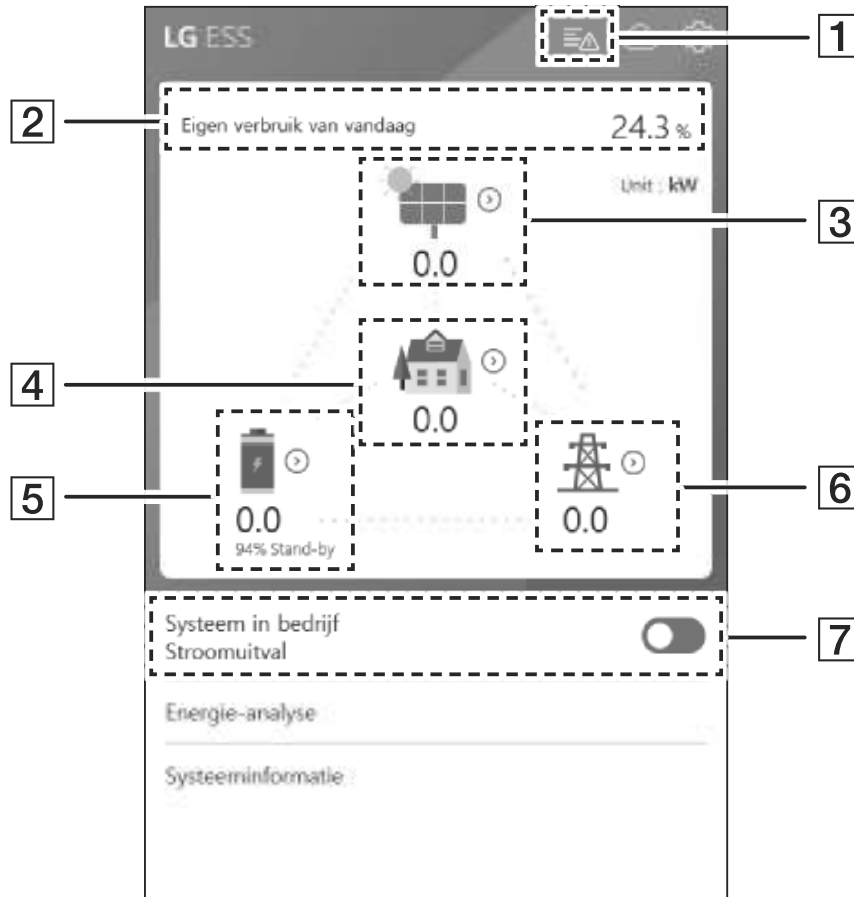 LG ESS
1
2
Eigen verbruik van vandaag 24.3 %
Unit : kW
3
0.0
4
0.0
5
0.0
94% Stand-by
6
0.0
Systeem in bedrijf
Stroomuitval
7
Energie-analyse
Systeeminformatie